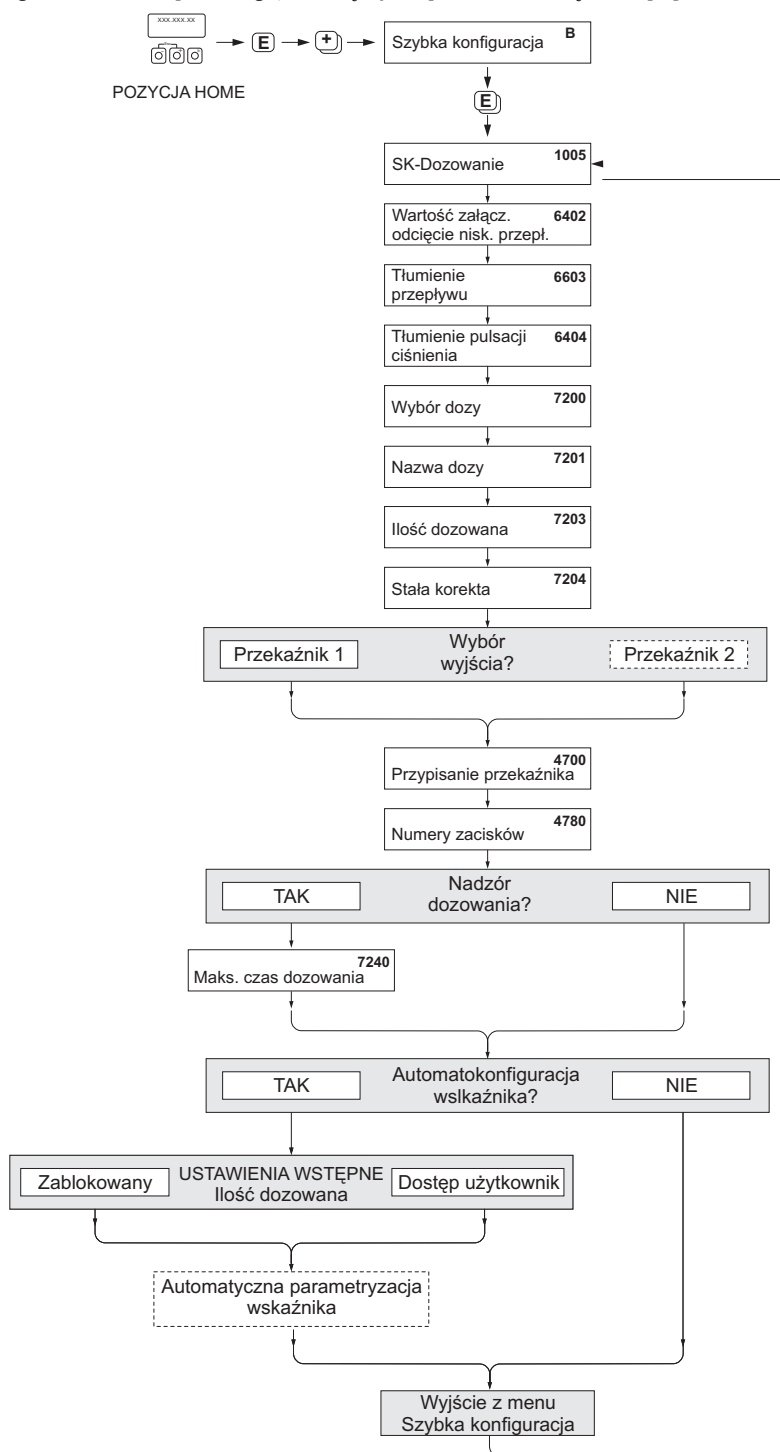 xxx.xxx.xx
E
+
Szybka konfiguracja B
POZYCJA HOME
E
SK-Dozowanie 1005
Wartość załącz. 6402
odcięcie nisk. przepł.
Tłumienie 6603
przepływu
Tłumienie pulsacji 6404
ciśnienia
Wybór dozy 7200
Nazwa dozy 7201
Ilość dozowana 7203
Stała korekta 7204
Przekaźnik 1
Wybór
wyjścia?
Przekaźnik 2
4700
Przypisanie przekaźnika
Numery zacisków 4780
TAK
Nadzór
dozowania?
NIE
7240
Maks. czas dozowania
TAK
Automatokonfiguracja
wslkaźnika?
NIE
Zablokowany
USTAWIENIA WSTĘPNE
Ilość dozowana
Dostęp użytkownik
Automatyczna parametryzacja
wskaźnika
Wyjście z menu
Szybka konfiguracja